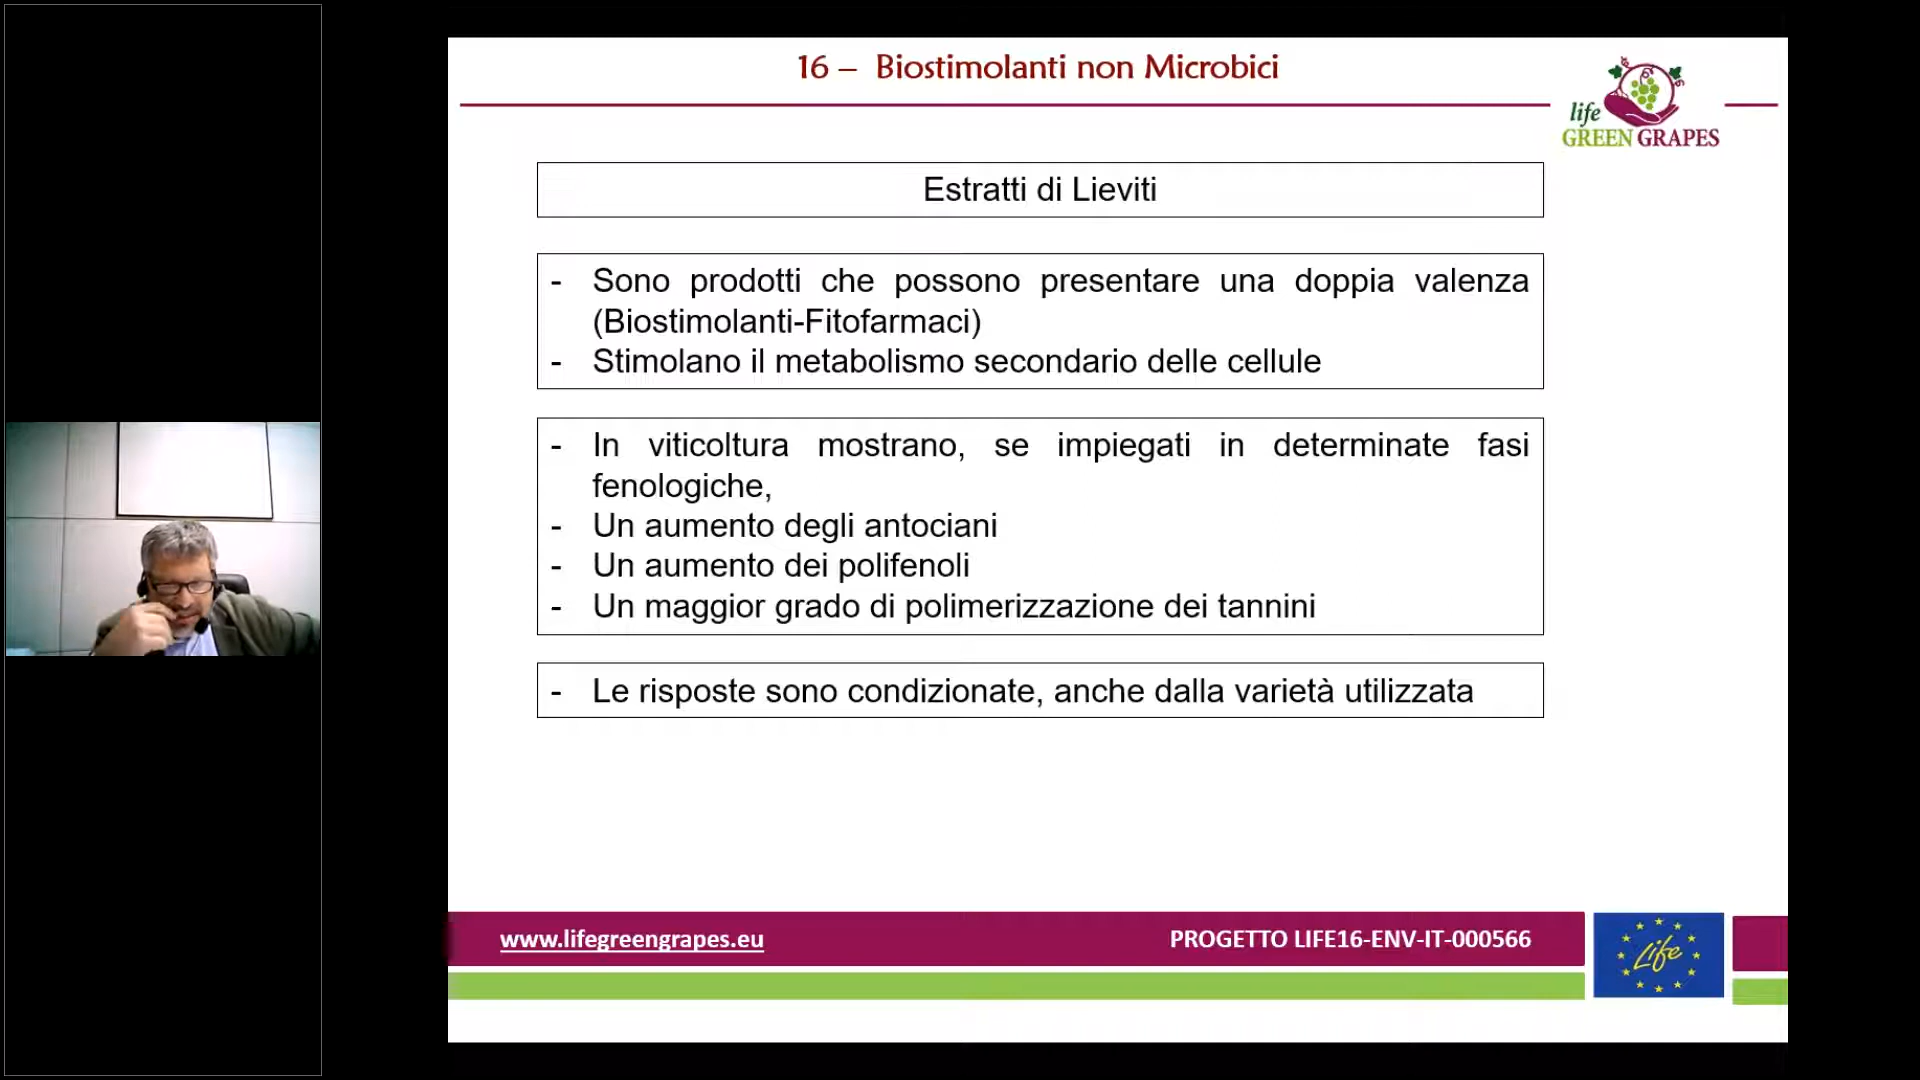 16 – Biostimolanti non Microbici
life
GREEN GRAPES
Estratti di Lieviti
- Sono prodotti che possono presentare una doppia valenza
(Biostimolanti-Fitofarmaci)
- Stimolano il metabolismo secondario delle cellule
- In viticoltura mostrano, se impiegati in determinate fasi
fenologiche,
- Un aumento degli antociani
- Un aumento dei polifenoli
- Un maggior grado di polimerizzazione dei tannini
- Le risposte sono condizionate, anche dalla varietà utilizzata
www.lifegreengrapes.eu
PROGETTO LIFE16-ENV-IT-000566
Life